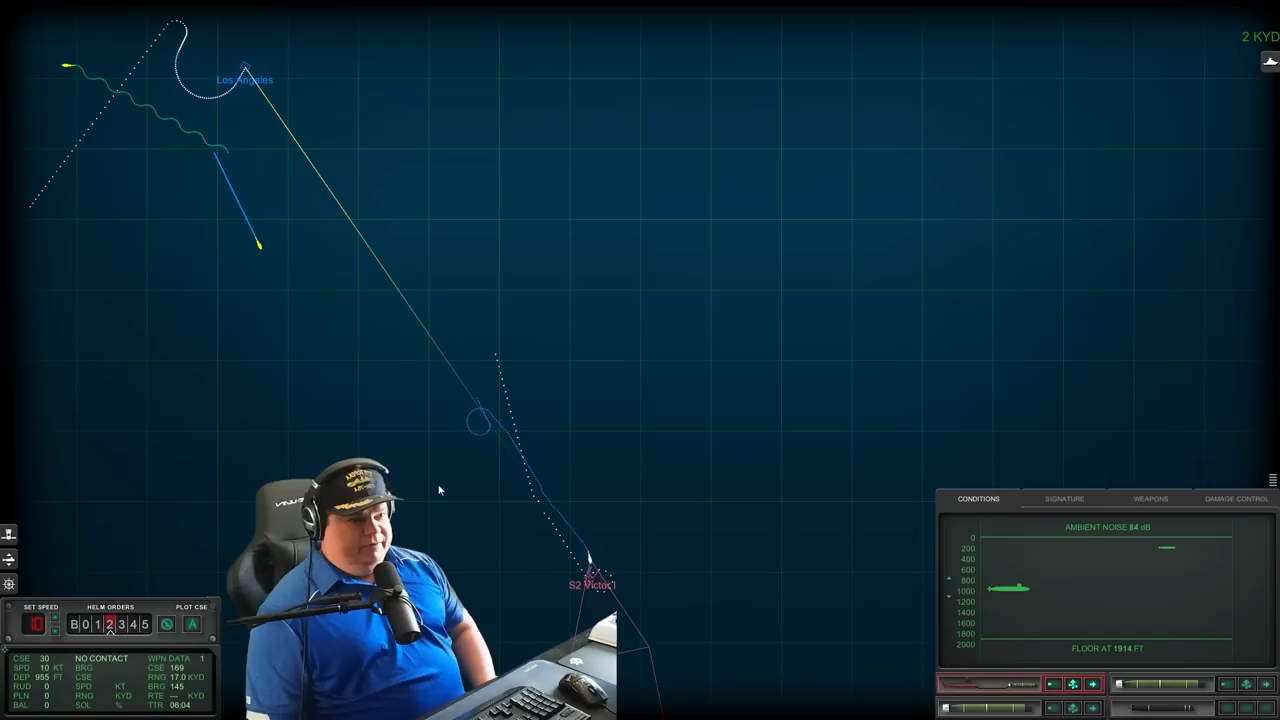 2 KYD
Los Angeles
S2 Victor I
SET SPEED HELM ORDERS PLOT CSE
10 B 0 1 2 3 4 5 A
CSE 30 NO CONTACT WPN DATA 1
SPD 10 KT BRG CSE 169
DEP 955 FT CSE RNG 17.0 KYD
RUD 0 SPD KT BRG 145
PLN 0 RNG KYD RTE --- KYD
BAL 0 SOL % TTR 06:04
CONDITIONS SIGNATURE WEAPONS DAMAGE CONTROL
AMBIENT NOISE 84 dB
0
200
400
600
800
1000
1200
1400
1600
1800
2000
FLOOR AT 1914 FT